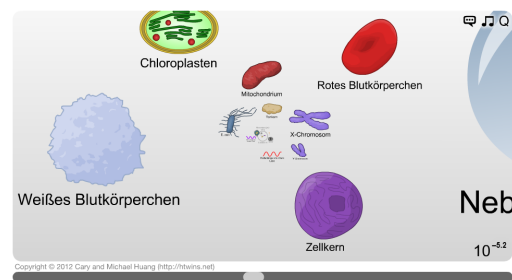 Chloroplasten
Rotes Blutkörperchen
Mitochondrium
X-Chromosom
Weißes Blutkörperchen
Zellkern
Neb
10^-5.2
Copyright © 2012 Cary and Michael Huang (http://htwins.net)